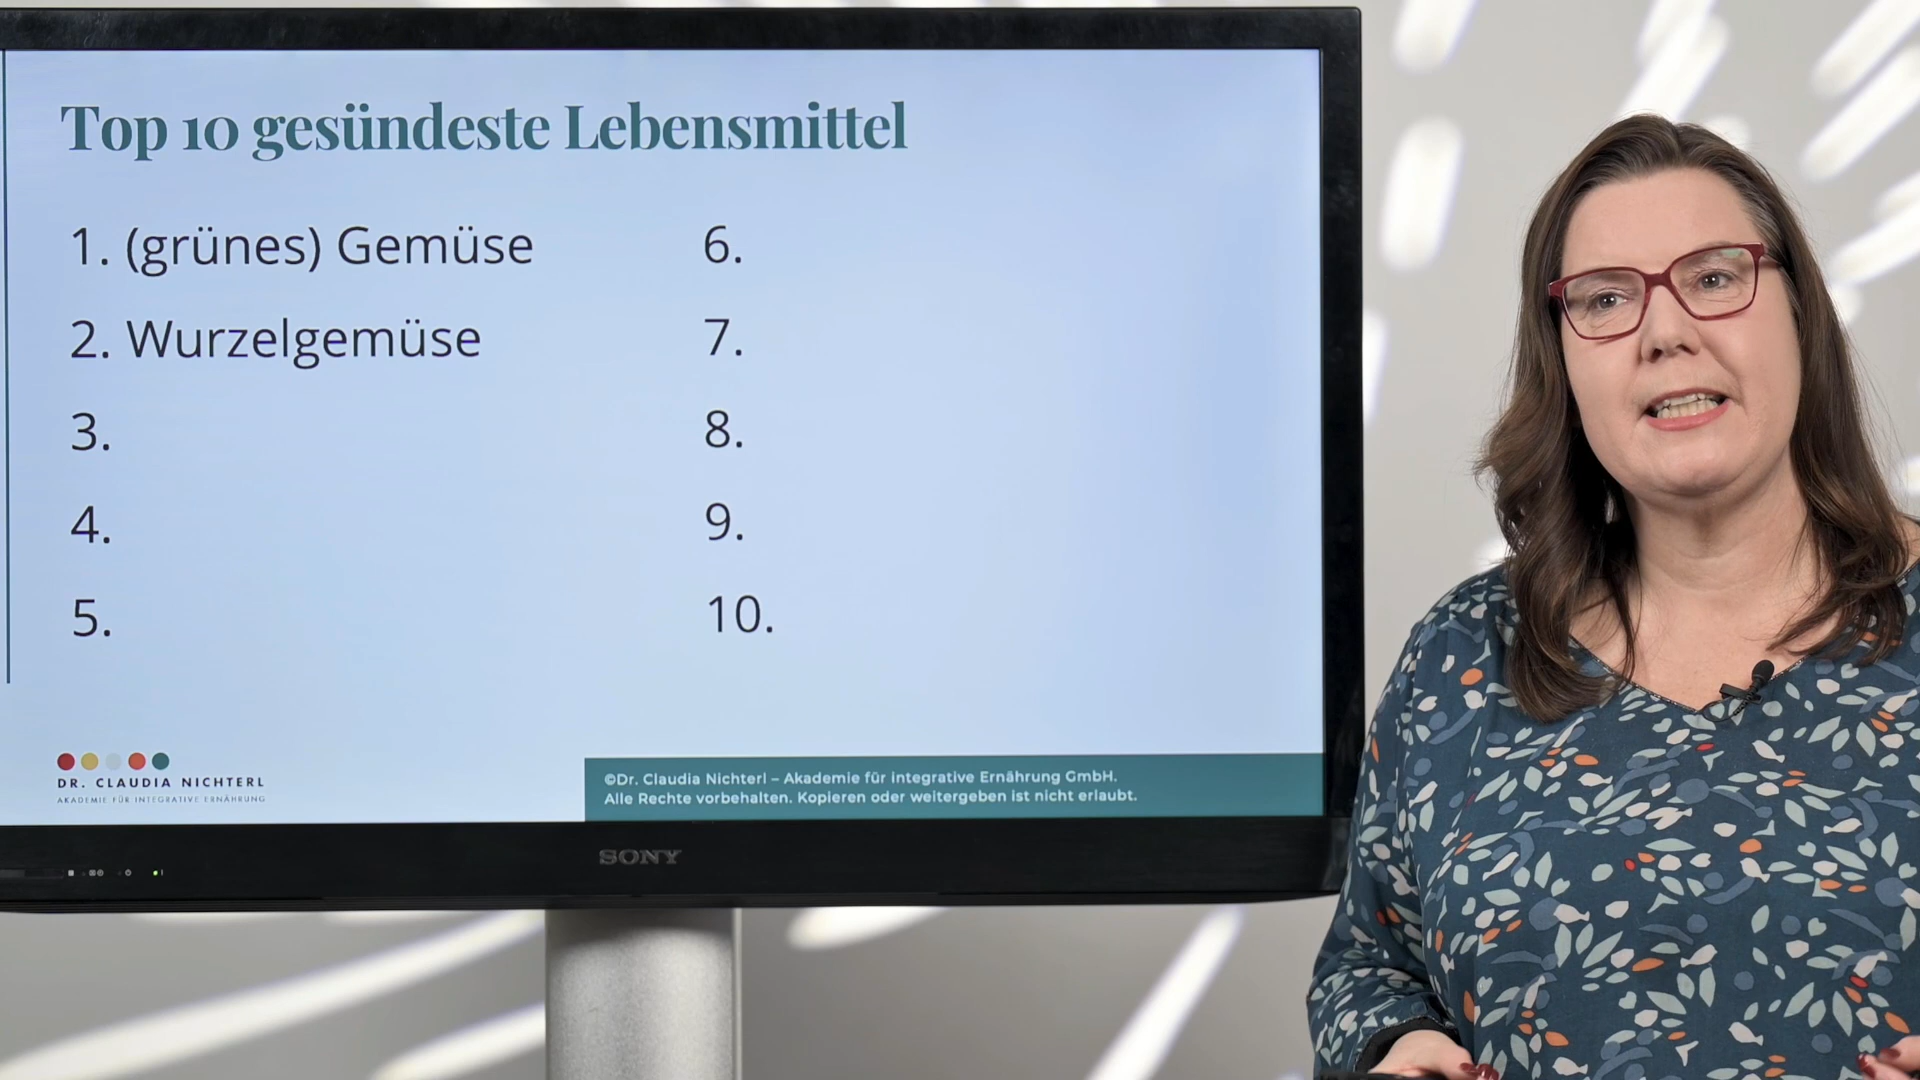 Top 10 gesündeste Lebensmittel
1. (grünes) Gemüse
2. Wurzelgemüse
3.
4.
5.
6.
7.
8.
9.
10.
DR. CLAUDIA NICHTERL
AKADEMIE FÜR INTEGRATIVE ERNÄHRUNG
©Dr. Claudia Nichterl – Akademie für integrative Ernährung GmbH.
Alle Rechte vorbehalten. Kopieren oder weitergeben ist nicht erlaubt.
SONY